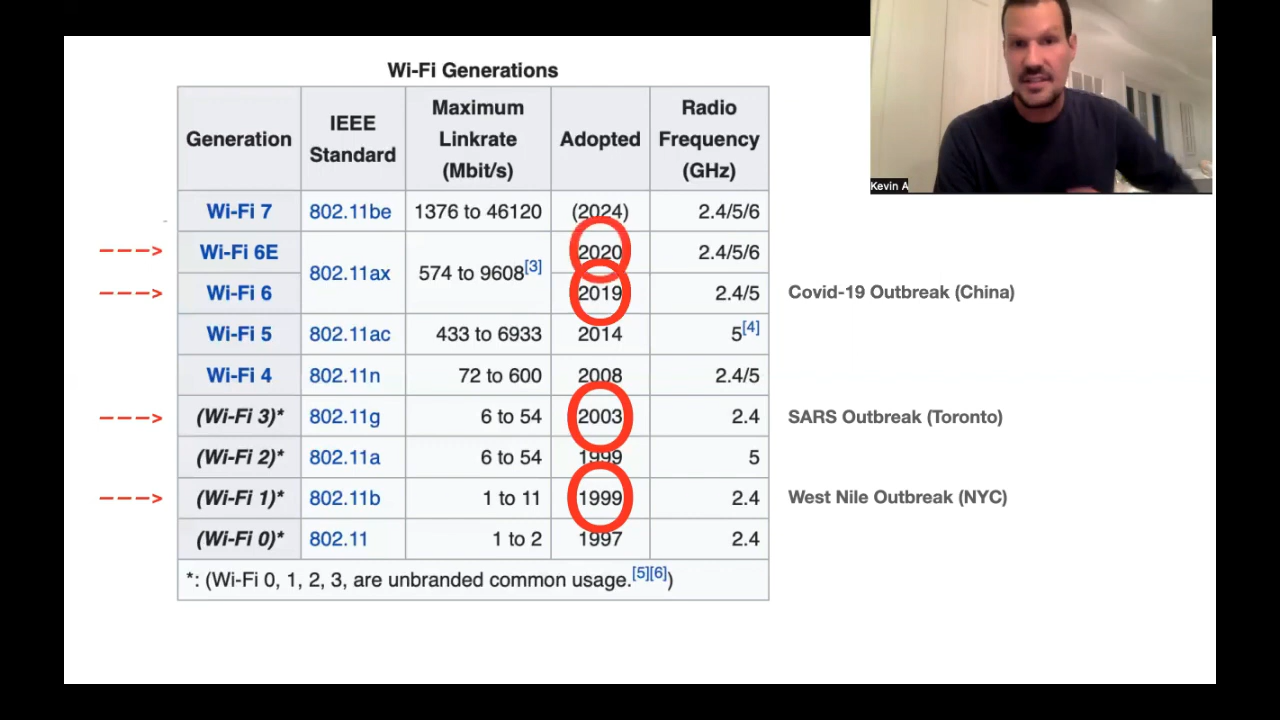 Wi-Fi Generations
Generation IEEE Standard Maximum Linkrate (Mbit/s) Adopted Radio Frequency (GHz)
Kevin A
Wi-Fi 7 802.11be 1376 to 46120 (2024) 2.4/5/6
Wi-Fi 6E 802.11ax 574 to 9608[3] 2020 2.4/5/6
Wi-Fi 6 2019 2.4/5 Covid-19 Outbreak (China)
Wi-Fi 5 802.11ac 433 to 6933 2014 5[4]
Wi-Fi 4 802.11n 72 to 600 2008 2.4/5
(Wi-Fi 3)* 802.11g 6 to 54 2003 2.4 SARS Outbreak (Toronto)
(Wi-Fi 2)* 802.11a 6 to 54 1999 5
(Wi-Fi 1)* 802.11b 1 to 11 1999 2.4 West Nile Outbreak (NYC)
(Wi-Fi 0)* 802.11 1 to 2 1997 2.4
*: (Wi-Fi 0, 1, 2, 3, are unbranded common usage.[5][6])